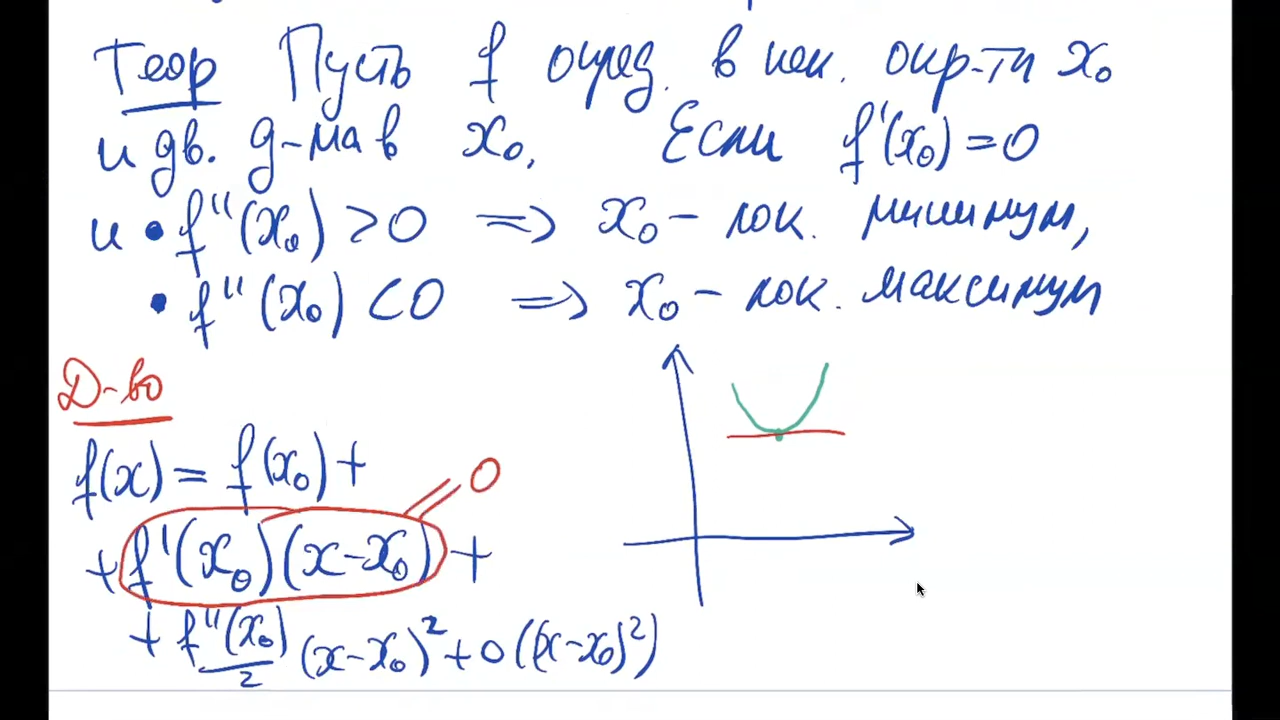 Теор Пусть f опред. в нек. окр-ти x₀
и дв. д-ма в x₀. Если f'(x₀) = 0
и • f''(x₀) > 0 => x₀ - лок. минимум,
• f''(x₀) < 0 => x₀ - лок. максимум
Д-во
f(x) = f(x₀) +
+ f'(x₀)(x-x₀) + = 0
+ f''(x₀)/2 (x-x₀)² + o((x-x₀)²)